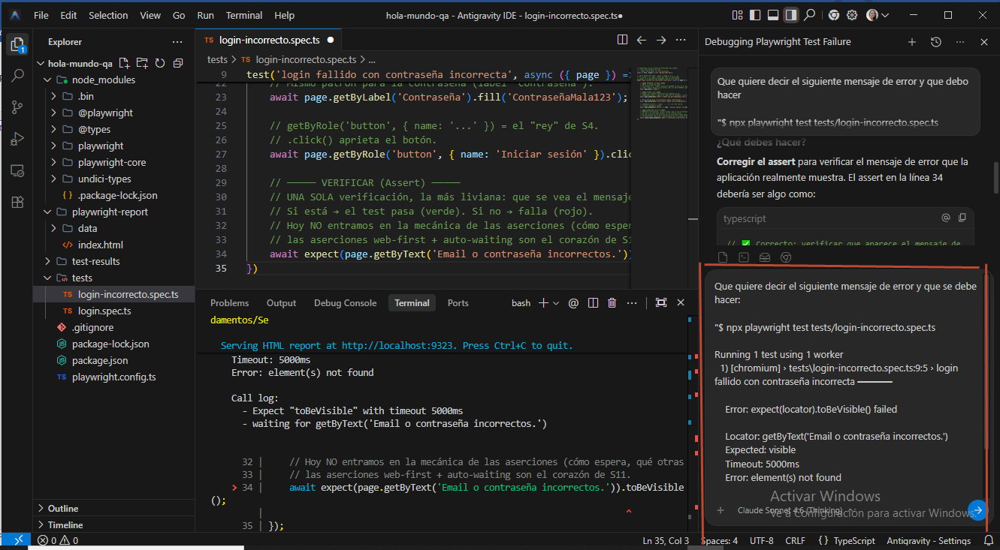 File Edit Selection View Go Run Terminal Help
hola-mundo-qa - Antigravity IDE - login-incorrecto.spec.ts●
Explorer
hola-mundo-qa
node_modules
.bin
@playwright
@types
playwright
playwright-core
undici-types
{ } .package-lock.json
playwright-report
data
index.html
test-results
tests
TS login-incorrecto.spec.ts
TS login.spec.ts
.gitignore
package-lock.json
package.json
TS playwright.config.ts
Outline
Timeline
TS login-incorrecto.spec.ts ●
tests > TS login-incorrecto.spec.ts > ...
9 test('login fallido con contraseña incorrecta', async ({ page }) =>
22 // Mismo patrón para la contraseña (label "Contraseña").
23 await page.getByLabel('Contraseña').fill('ContraseñaMala123');
24
25 // getByRole('button', { name: '...' }) = el "rey" de S4.
26 // .click() aprieta el botón.
27 await page.getByRole('button', { name: 'Iniciar sesión' }).clic
28
29 // ───── VERIFICAR (Assert) ─────
30 // UNA SOLA verificación, la más liviana: que se vea el mensaje
31 // Si está → el test pasa (verde). Si no → falla (rojo).
32 // Hoy NO entramos en la mecánica de las aserciones (cómo esper
33 // las aserciones web-first + auto-waiting son el corazón de S1
34 await expect(page.getByText('Email o contraseña incorrectos.'))
35 })
Problems Output Debug Console Terminal Ports
bash
damentos/Se
Serving HTML report at http://localhost:9323. Press Ctrl+C to quit.
Timeout: 5000ms
Error: element(s) not found
Call log:
- Expect "toBeVisible" with timeout 5000ms
- waiting for getByText('Email o contraseña incorrectos.')
32 | // Hoy NO entramos en la mecánica de las aserciones (cómo espera, qué otras
33 | // las aserciones web-first + auto-waiting son el corazón de S11.
> 34 | await expect(page.getByText('Email o contraseña incorrectos.')).toBeVisible
();
| ^
35 | });
Debugging Playwright Test Failure
Que quiere decir el siguiente mensaje de error y que debo
hacer
"$ npx playwright test tests/login-incorrecto.spec.ts
¿Qué debes hacer?
Corregir el assert para verificar el mensaje de error que la
aplicación realmente muestra. El assert en la línea 34
debería ser algo como:
typescript
// ✅ Correcto: verificar que aparece el mensaje de
Que quiere decir el siguiente mensaje de error y que se debe
hacer:
"$ npx playwright test tests/login-incorrecto.spec.ts
Running 1 test using 1 worker
1) [chromium] › tests\login-incorrecto.spec.ts:9:5 › login
fallido con contraseña incorrecta ─────
Error: expect(locator).toBeVisible() failed
Locator: getByText('Email o contraseña incorrectos.')
Expected: visible
Timeout: 5000ms
Error: element(s) not found
Activar Windows
Claude Sonnet 4.6 (Thinking)
Ve a Configuración para activar Windows.
0 0
Ln 35, Col 3 Spaces: 4 UTF-8 CRLF { } TypeScript Antigravity - Settings